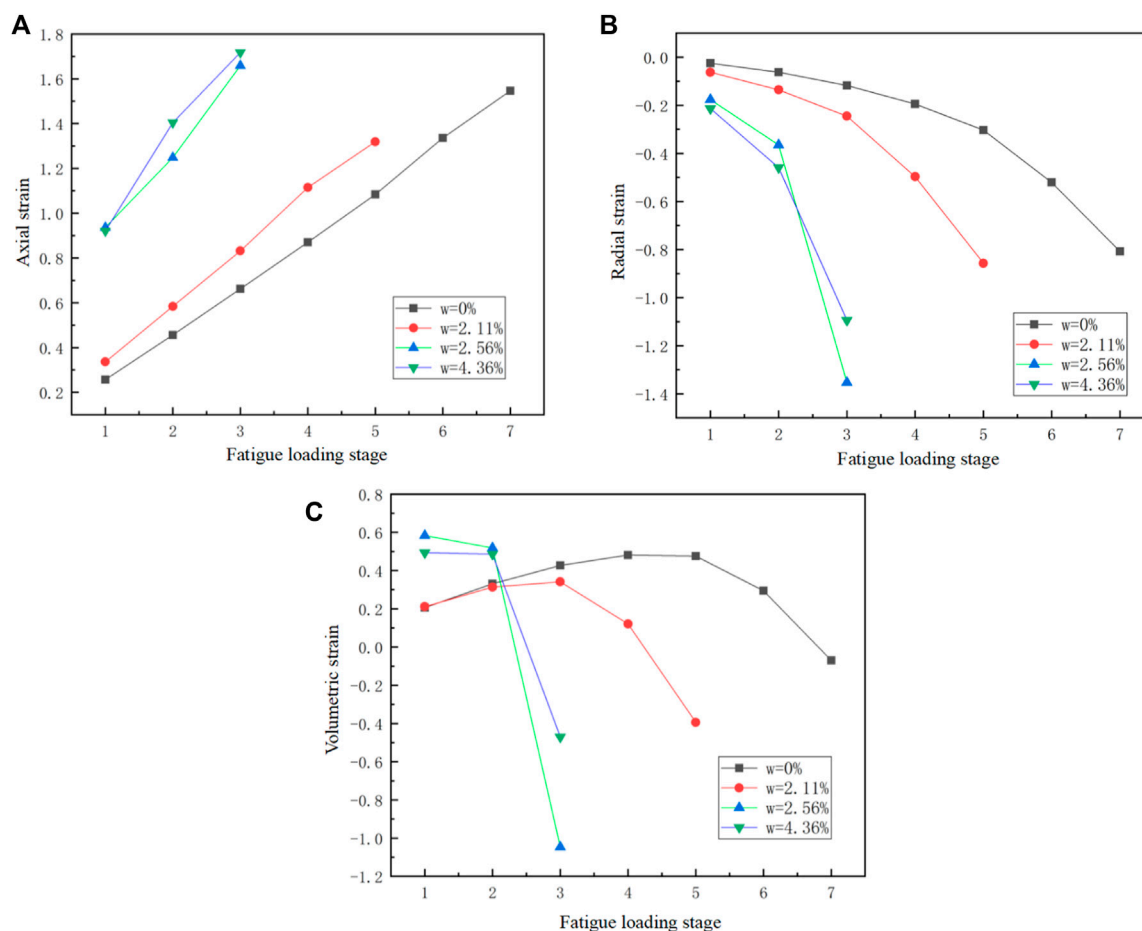 A
1.8
1.6
1.4
1.2
1.0
0.8
0.6
0.4
0.2
Axial strain
w=0%
w=2.11%
w=2.56%
w=4.36%
1 2 3 4 5 6 7
Fatigue loading stage
B
0.0
-0.2
-0.4
-0.6
-0.8
-1.0
-1.2
-1.4
Radial strain
w=0%
w=2.11%
w=2.56%
w=4.36%
1 2 3 4 5 6 7
Fatigue loading stage
C
0.8
0.6
0.4
0.2
0.0
-0.2
-0.4
-0.6
-0.8
-1.0
-1.2
Volumetric strain
w=0%
w=2.11%
w=2.56%
w=4.36%
1 2 3 4 5 6 7
Fatigue loading stage